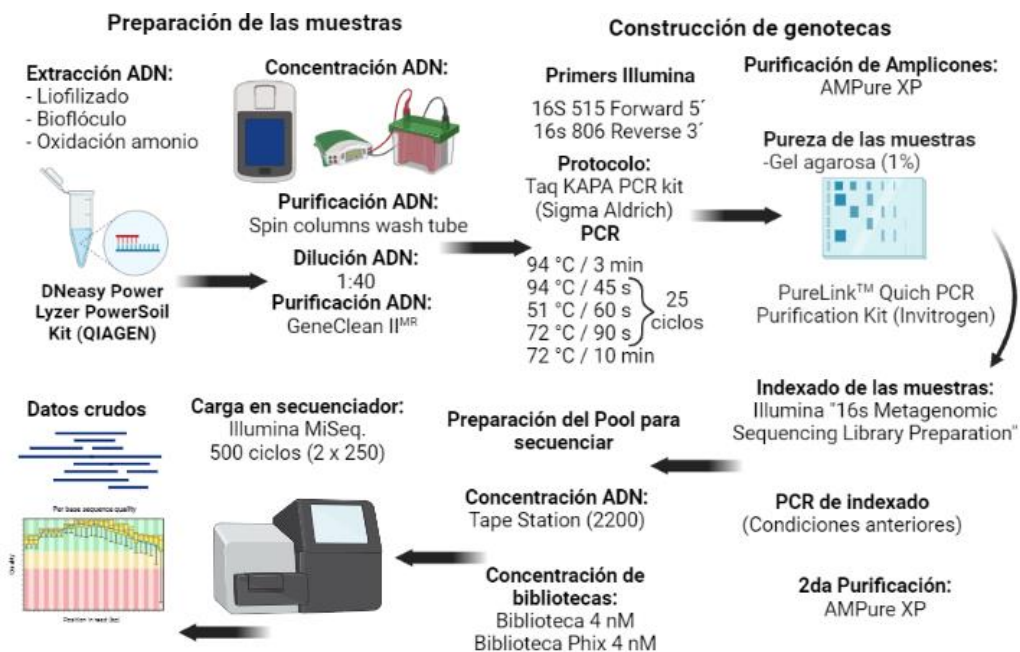 Preparación de las muestras
Extracción ADN:
- Liofilizado
- Bioflóculo
- Oxidación amonio
DNeasy Power
Lyzer PowerSoil
Kit (QIAGEN)
Concentración ADN:
Purificación ADN:
Spin columns wash tube
Dilución ADN:
1:40
Purificación ADN:
GeneClean IIMR
Construcción de genotecas
Primers Illumina
16S 515 Forward 5´
16s 806 Reverse 3´
Protocolo:
Taq KAPA PCR kit
(Sigma Aldrich)
PCR
94 °C / 3 min
94 °C / 45 s
51 °C / 60 s
72 °C / 90 s
72 °C / 10 min
25
ciclos
Purificación de Amplicones:
AMPure XP
Pureza de las muestras
-Gel agarosa (1%)
PureLink™ Quich PCR
Purification Kit (Invitrogen)
Indexado de las muestras:
Illumina "16s Metagenomic
Sequencing Library Preparation"
PCR de indexado
(Condiciones anteriores)
2da Purificación:
AMPure XP
Preparación del Pool para
secuenciar
Concentración ADN:
Tape Station (2200)
Concentración de
bibliotecas:
Biblioteca 4 nM
Biblioteca Phix 4 nM
Carga en secuenciador:
Illumina MiSeq.
500 ciclos (2 x 250)
Datos crudos
Per base sequence quality
Quality
Position in read (bp)